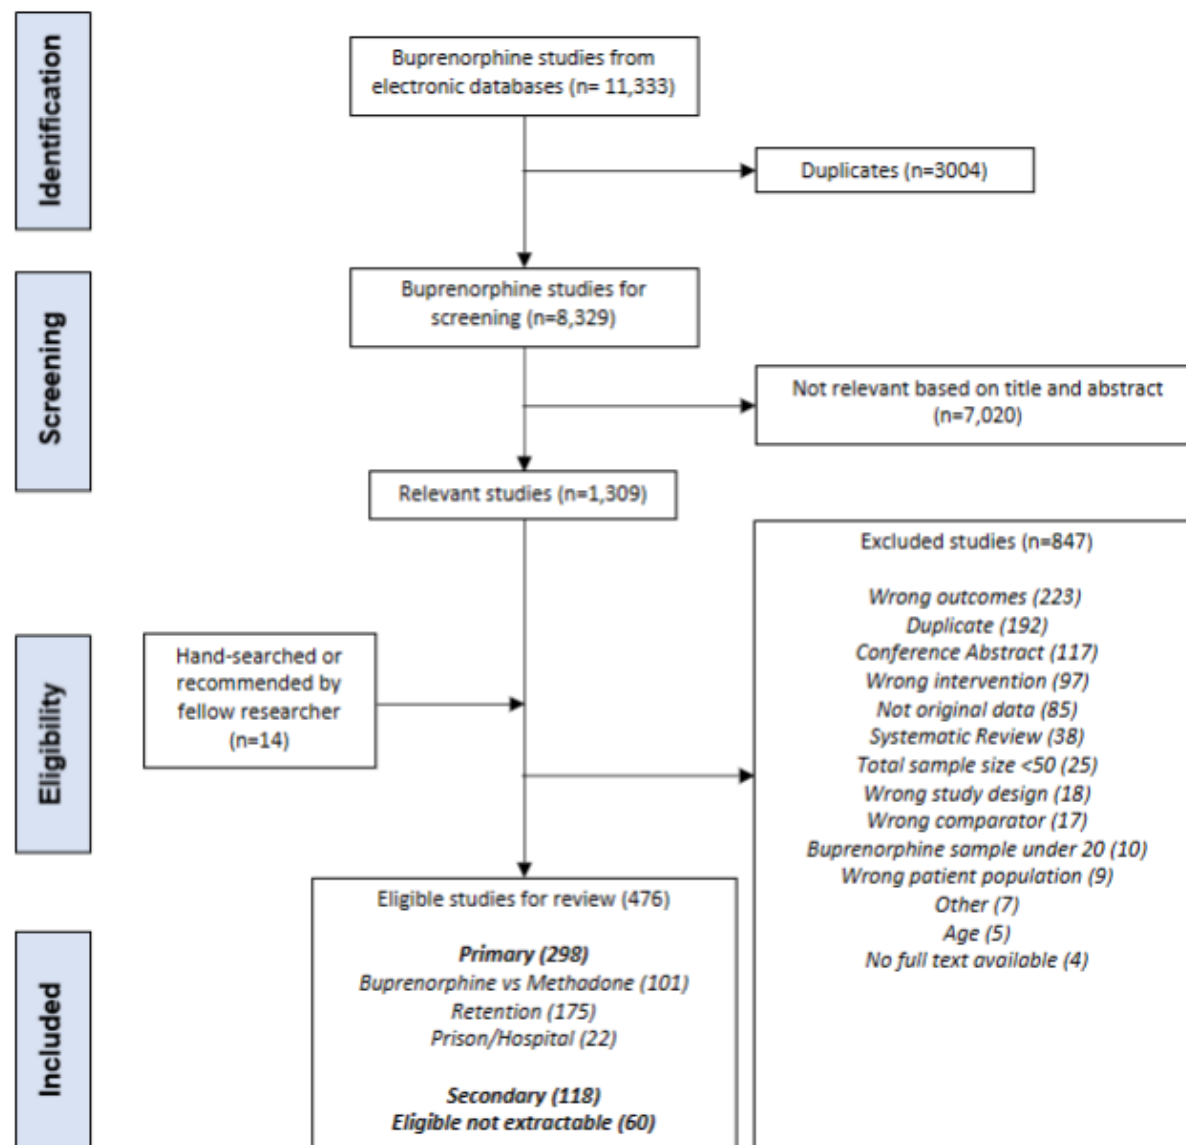 Identification
Buprenorphine studies from
electronic databases (n= 11,333)
Duplicates (n=3004)
Screening
Buprenorphine studies for
screening (n=8,329)
Not relevant based on title and abstract
(n=7,020)
Relevant studies (n=1,309)
Eligibility
Hand-searched or
recommended by
fellow researcher
(n=14)
Excluded studies (n=847)
Wrong outcomes (223)
Duplicate (192)
Conference Abstract (117)
Wrong intervention (97)
Not original data (85)
Systematic Review (38)
Total sample size <50 (25)
Wrong study design (18)
Wrong comparator (17)
Buprenorphine sample under 20 (10)
Wrong patient population (9)
Other (7)
Age (5)
No full text available (4)
Included
Eligible studies for review (476)
Primary (298)
Buprenorphine vs Methadone (101)
Retention (175)
Prison/Hospital (22)
Secondary (118)
Eligible not extractable (60)